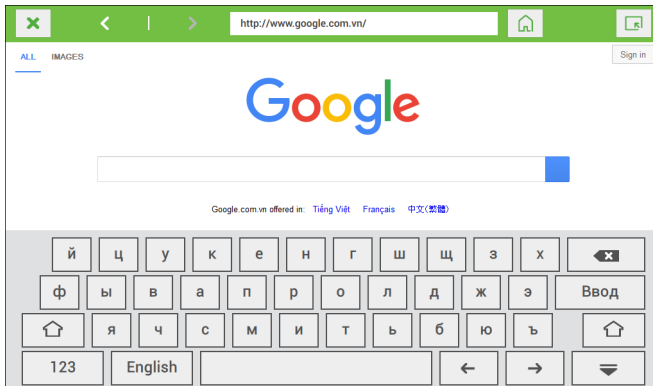 http://www.google.com.vn/
ALL IMAGES Sign in
Google
Google.com.vn offered in: Tiếng Việt Français 中文(繁體)
й ц у к е н г ш щ з х
ф ы в а п р о л д ж э Ввод
я ч с м и т ь б ю ъ
123 English